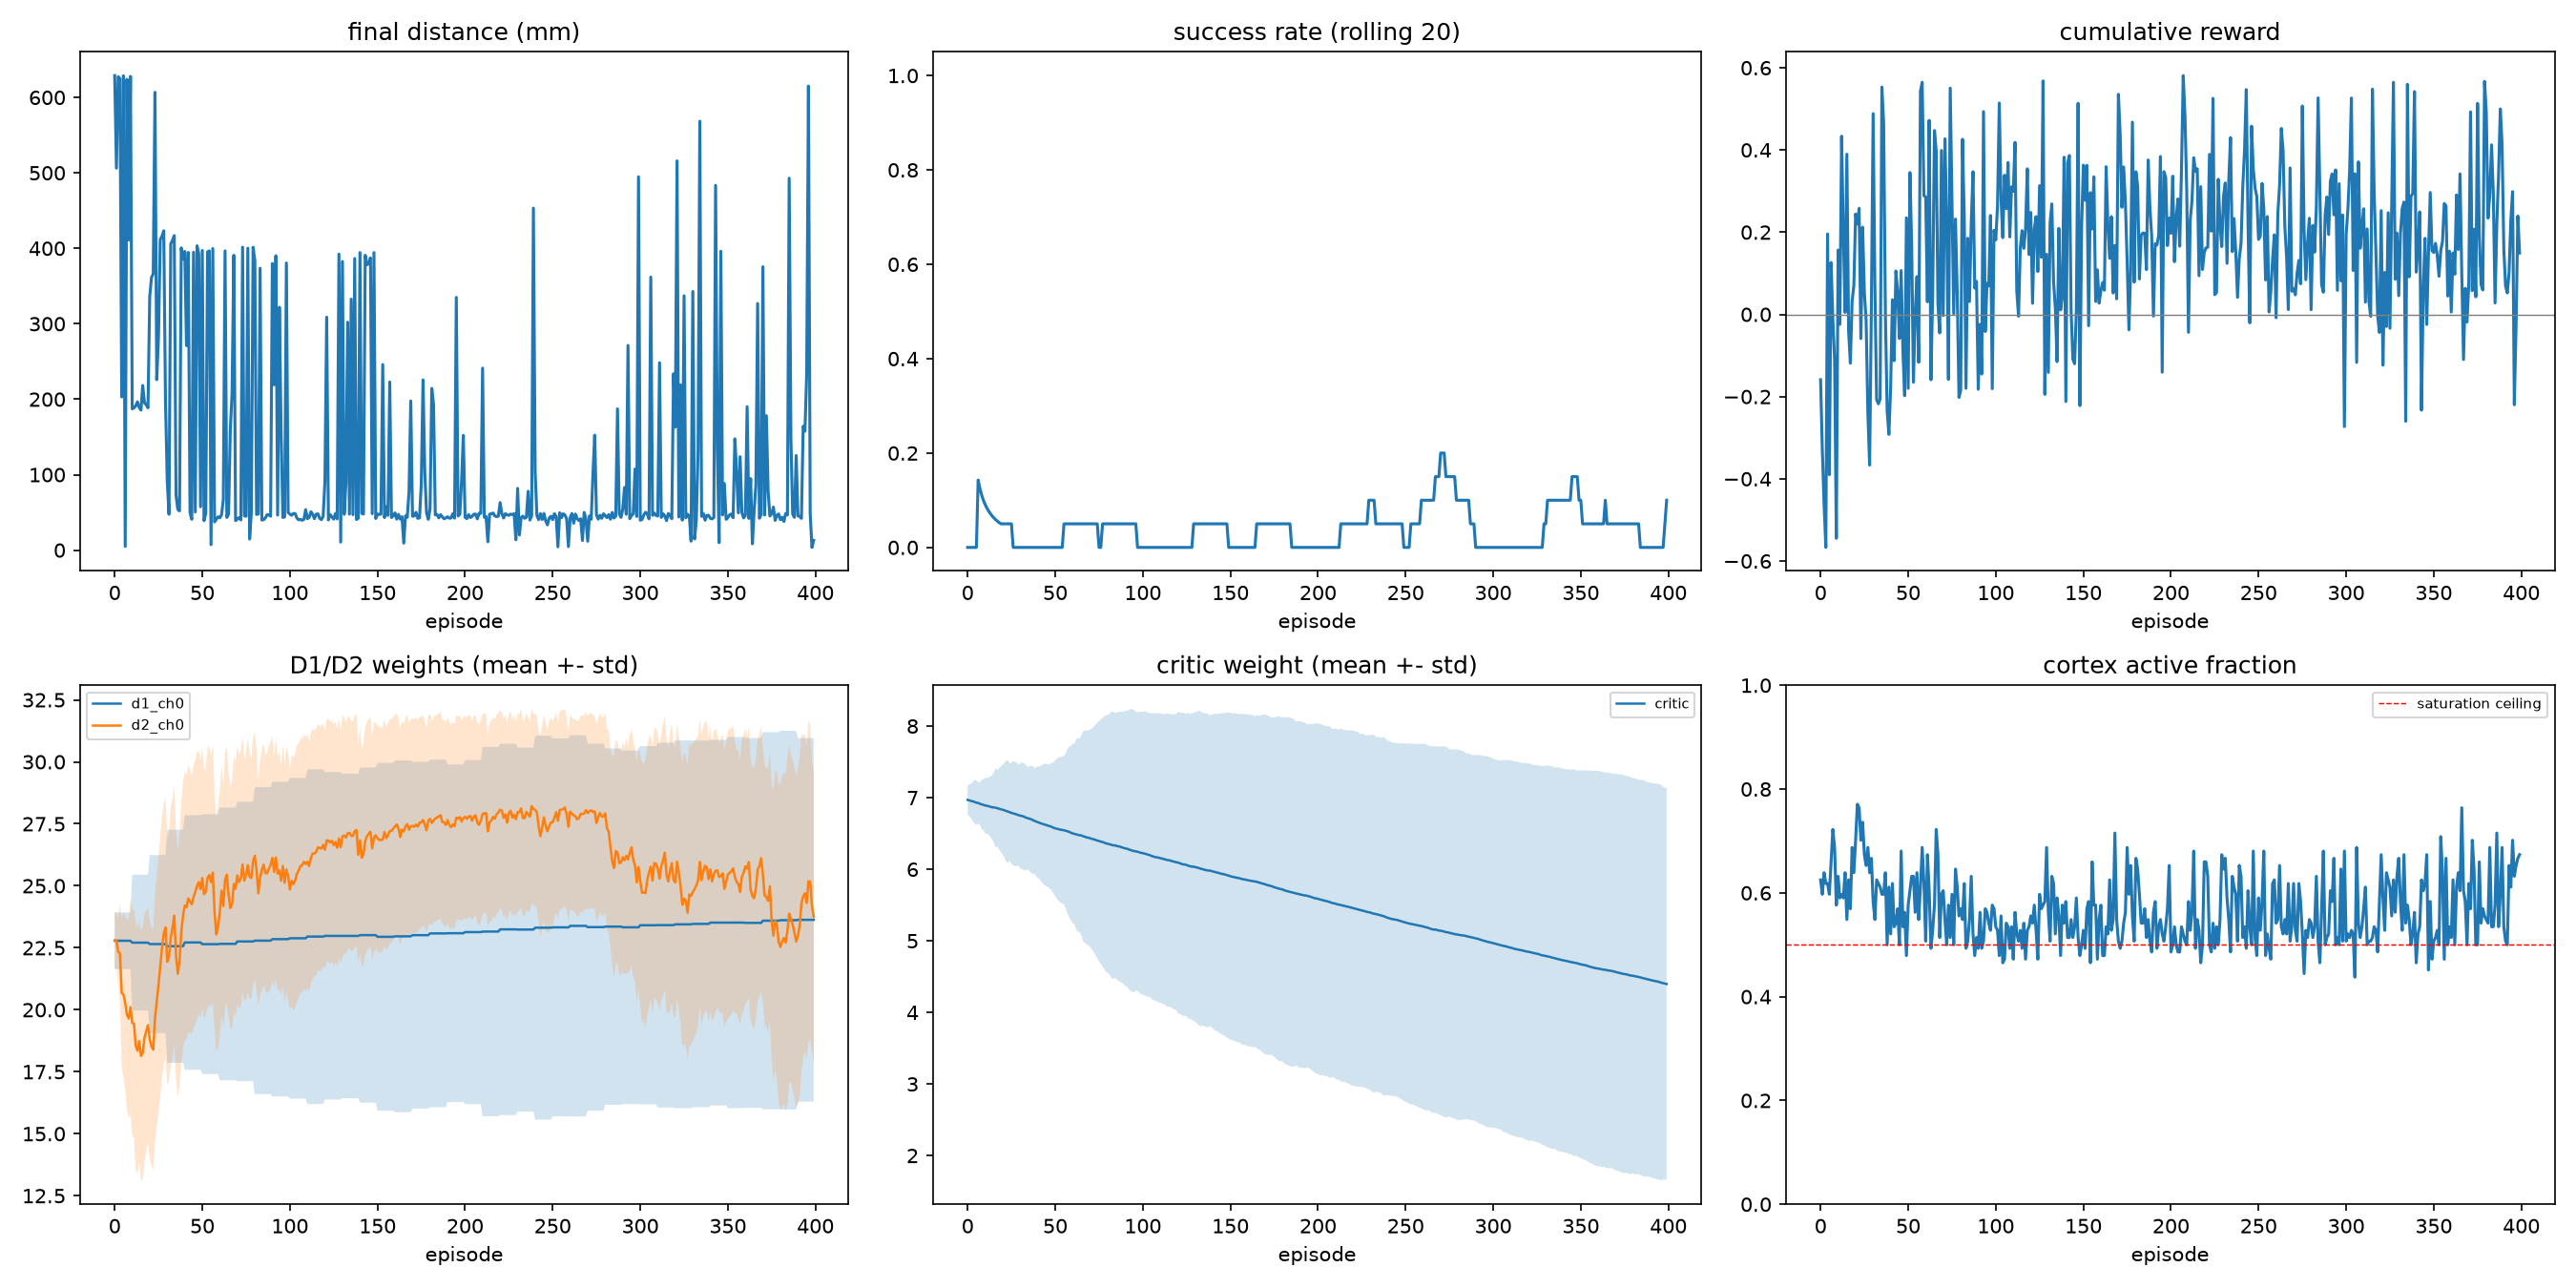 final distance (mm)
600
500
400
300
200
100
0
0 50 100 150 200 250 300 350 400
episode
success rate (rolling 20)
1.0
0.8
0.6
0.4
0.2
0.0
0 50 100 150 200 250 300 350 400
episode
cumulative reward
0.6
0.4
0.2
0.0
−0.2
−0.4
−0.6
0 50 100 150 200 250 300 350 400
episode
D1/D2 weights (mean +- std)
d1_ch0
d2_ch0
32.5
30.0
27.5
25.0
22.5
20.0
17.5
15.0
12.5
0 50 100 150 200 250 300 350 400
episode
critic weight (mean +- std)
critic
8
7
6
5
4
3
2
0 50 100 150 200 250 300 350 400
episode
cortex active fraction
saturation ceiling
1.0
0.8
0.6
0.4
0.2
0.0
0 50 100 150 200 250 300 350 400
episode